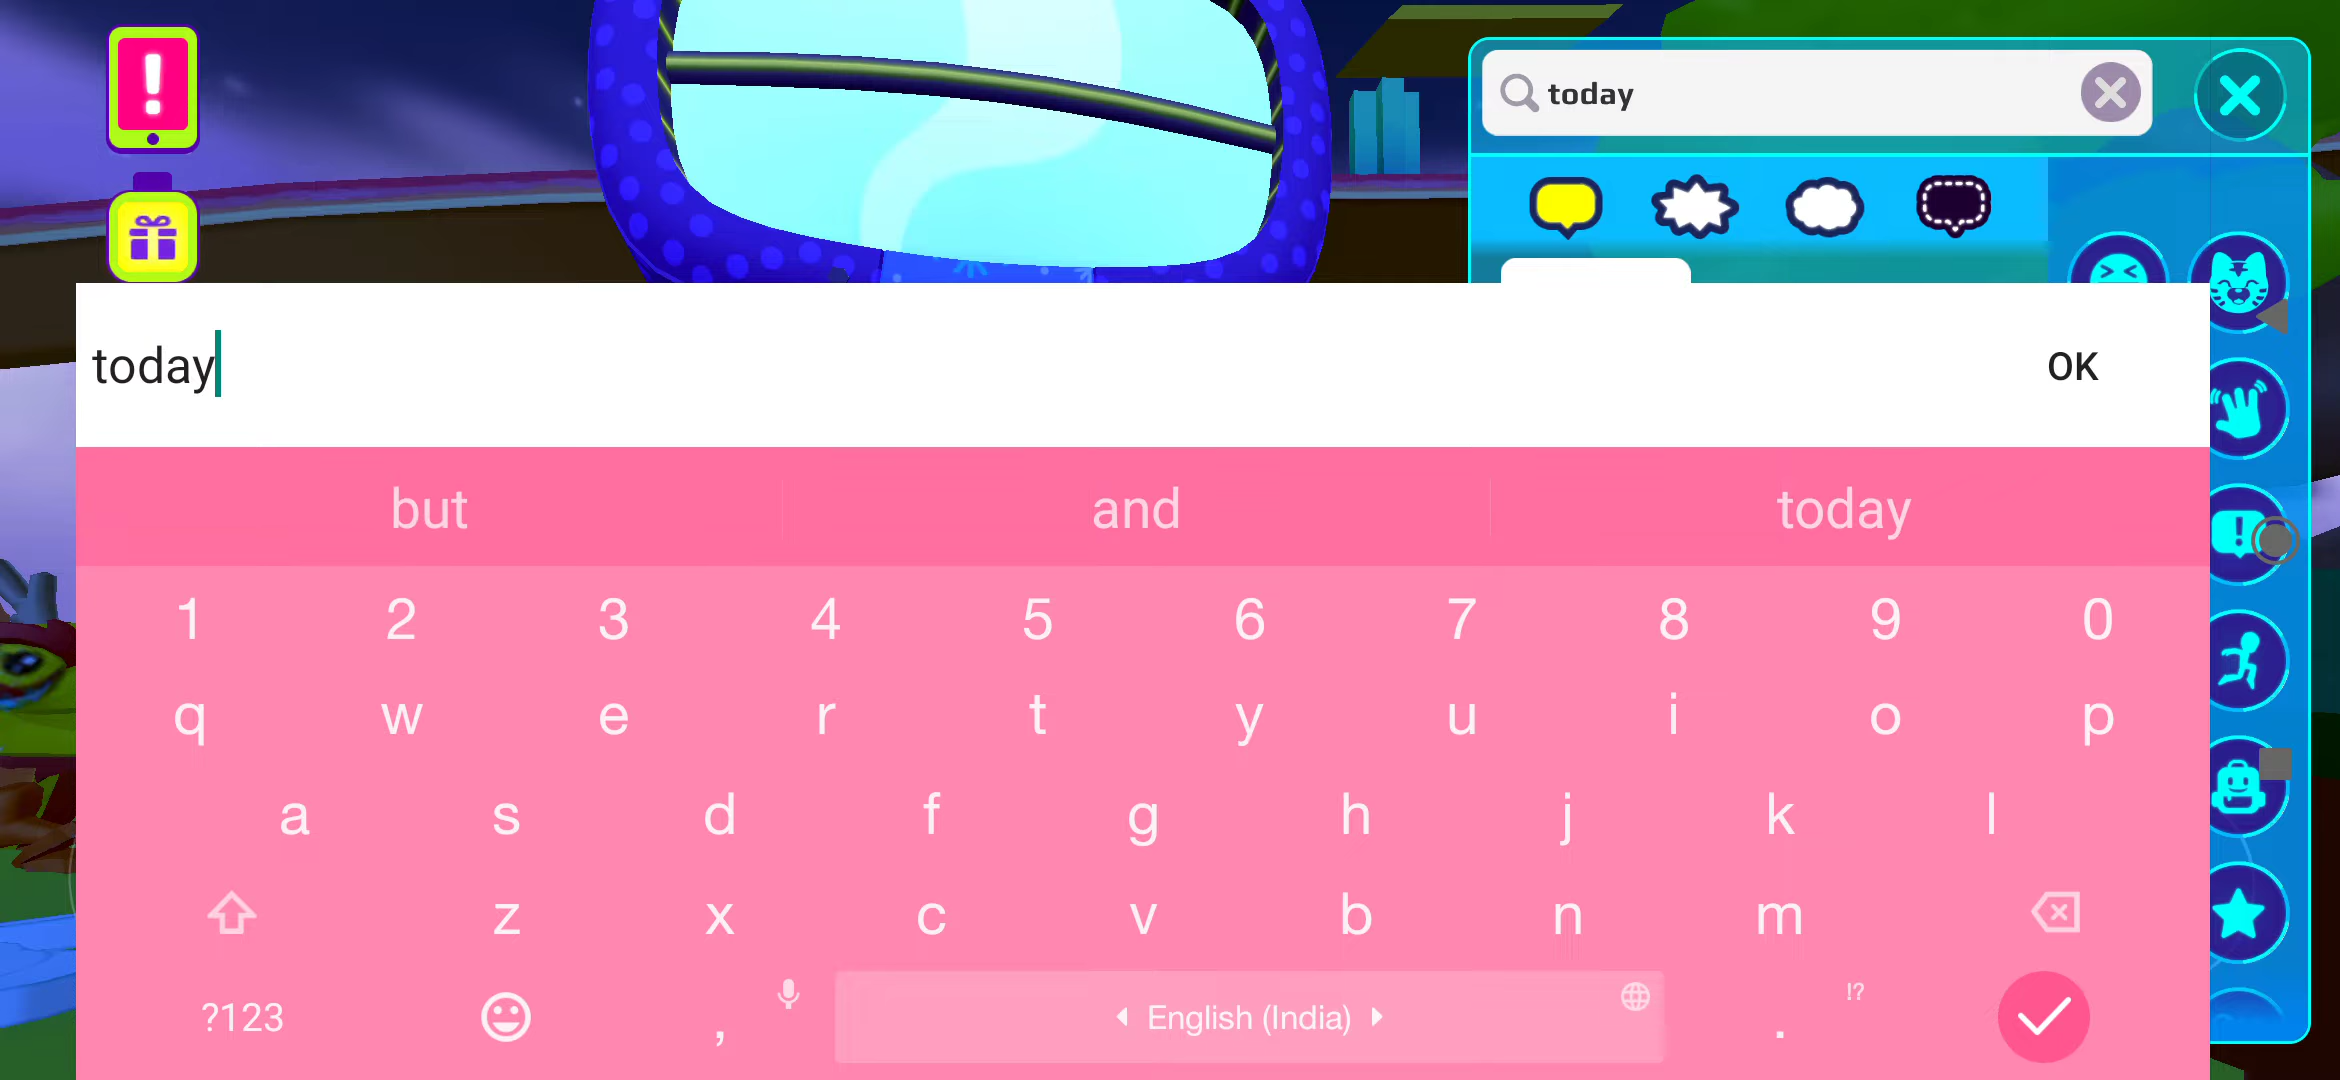 !
today
today
OK
but and today
1 2 3 4 5 6 7 8 9 0
q w e r t y u i o p
a s d f g h j k l
z x c v b n m
?123 , English (India) . !?